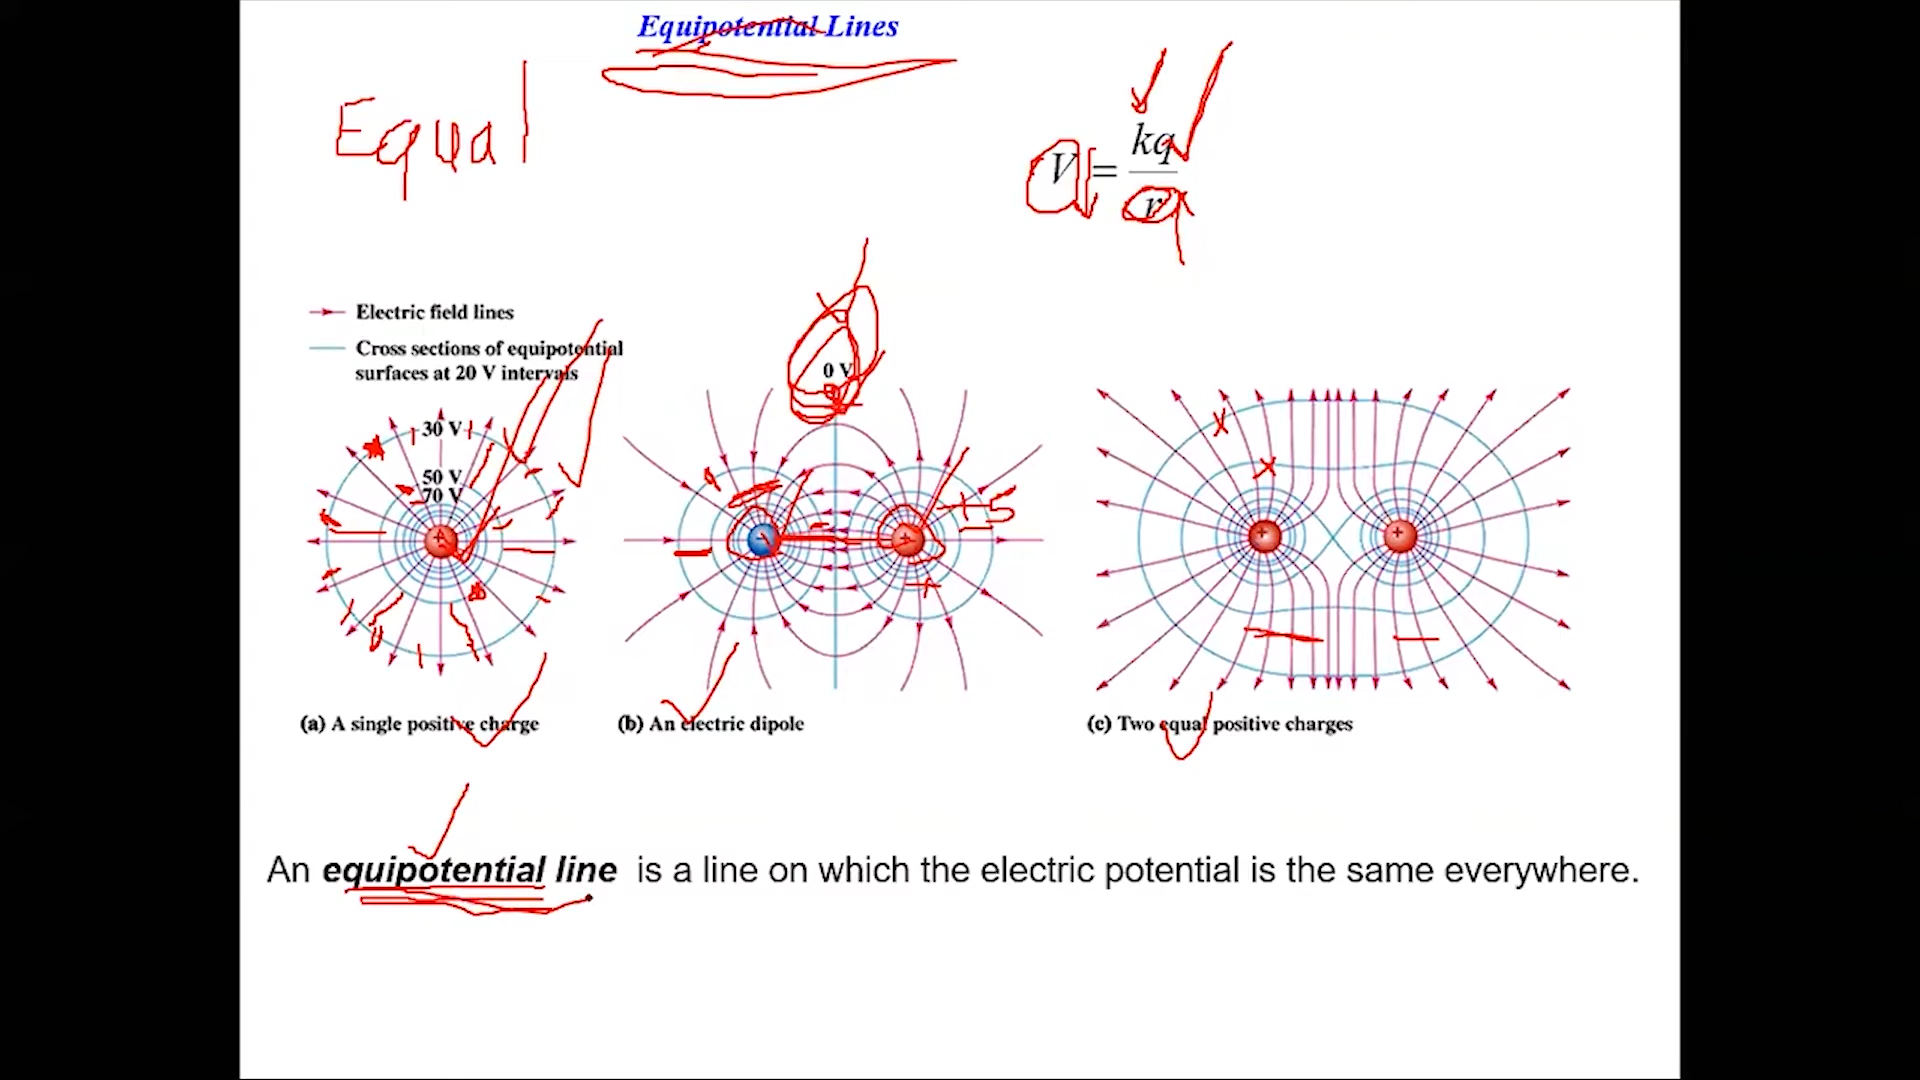 Equipotential Lines
Equal
V = kq
r
Electric field lines
Cross sections of equipotential
surfaces at 20 V intervals
0 V
30 V
50 V
70 V
+
−
+
+5
+
+
+
(a) A single positive charge
(b) An electric dipole
(c) Two equal positive charges
An equipotential line is a line on which the electric potential is the same everywhere.